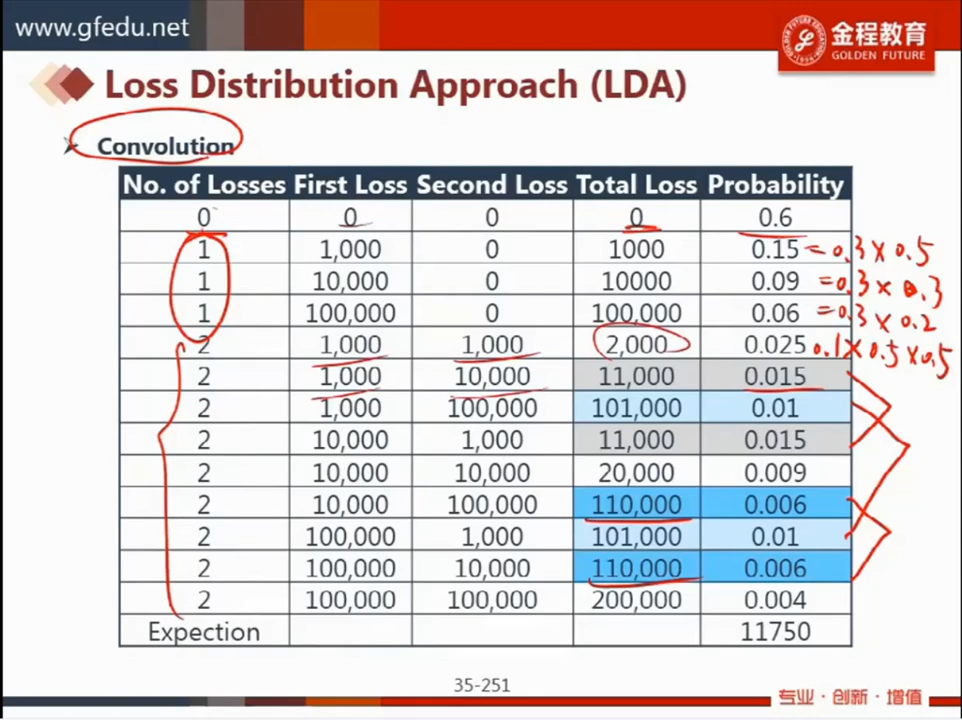 www.gfedu.net
金程教育
GOLDEN FUTURE
Loss Distribution Approach (LDA)
Convolution
No. of Losses First Loss Second Loss Total Loss Probability
0 0 0 0 0.6
1 1,000 0 1000 0.15 = 0.3 × 0.5
1 10,000 0 10000 0.09 = 0.3 × 0.3
1 100,000 0 100,000 0.06 = 0.3 × 0.2
2 1,000 1,000 2,000 0.025 0.1 × 0.5 × 0.5
2 1,000 10,000 11,000 0.015
2 1,000 100,000 101,000 0.01
2 10,000 1,000 11,000 0.015
2 10,000 10,000 20,000 0.009
2 10,000 100,000 110,000 0.006
2 100,000 1,000 101,000 0.01
2 100,000 10,000 110,000 0.006
2 100,000 100,000 200,000 0.004
Expection 11750
35-251
专业·创新·增值